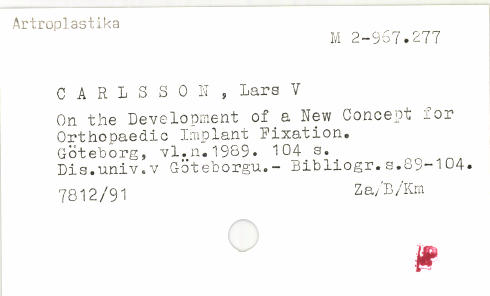 Artroplastika
M 2-967.277
C A R L S S O N , Lars V
On the Development of a New Concept for
Orthopaedic Implant Fixation.
Göteborg, vl.n.1989. 104 s.
Dis.univ.v Göteborgu.- Bibliogr.s.89-104.
7812/91
Za/B/Km